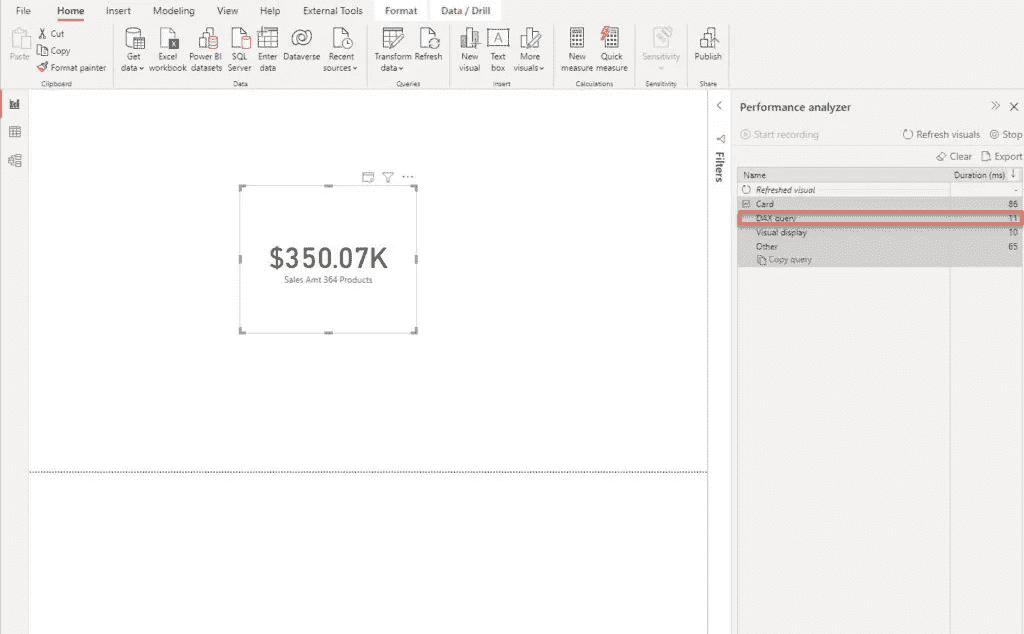 File Home Insert Modeling View Help External Tools Format Data / Drill
Paste
Cut
Copy
Format painter
Clipboard
Get data
Excel workbook
Power BI datasets
SQL Server
Enter data
Dataverse
Recent sources
Data
Transform data
Refresh
Queries
New visual
Text box
More visuals
Insert
New measure
Quick measure
Calculations
Sensitivity
Sensitivity
Publish
Share
$350.07K
Sales Amt 364 Products
Filters
Performance analyzer
Start recording Refresh visuals Stop
Clear Export
Name Duration (ms)
Refreshed visual -
Card 86
DAX query 11
Visual display 10
Other 65
Copy query